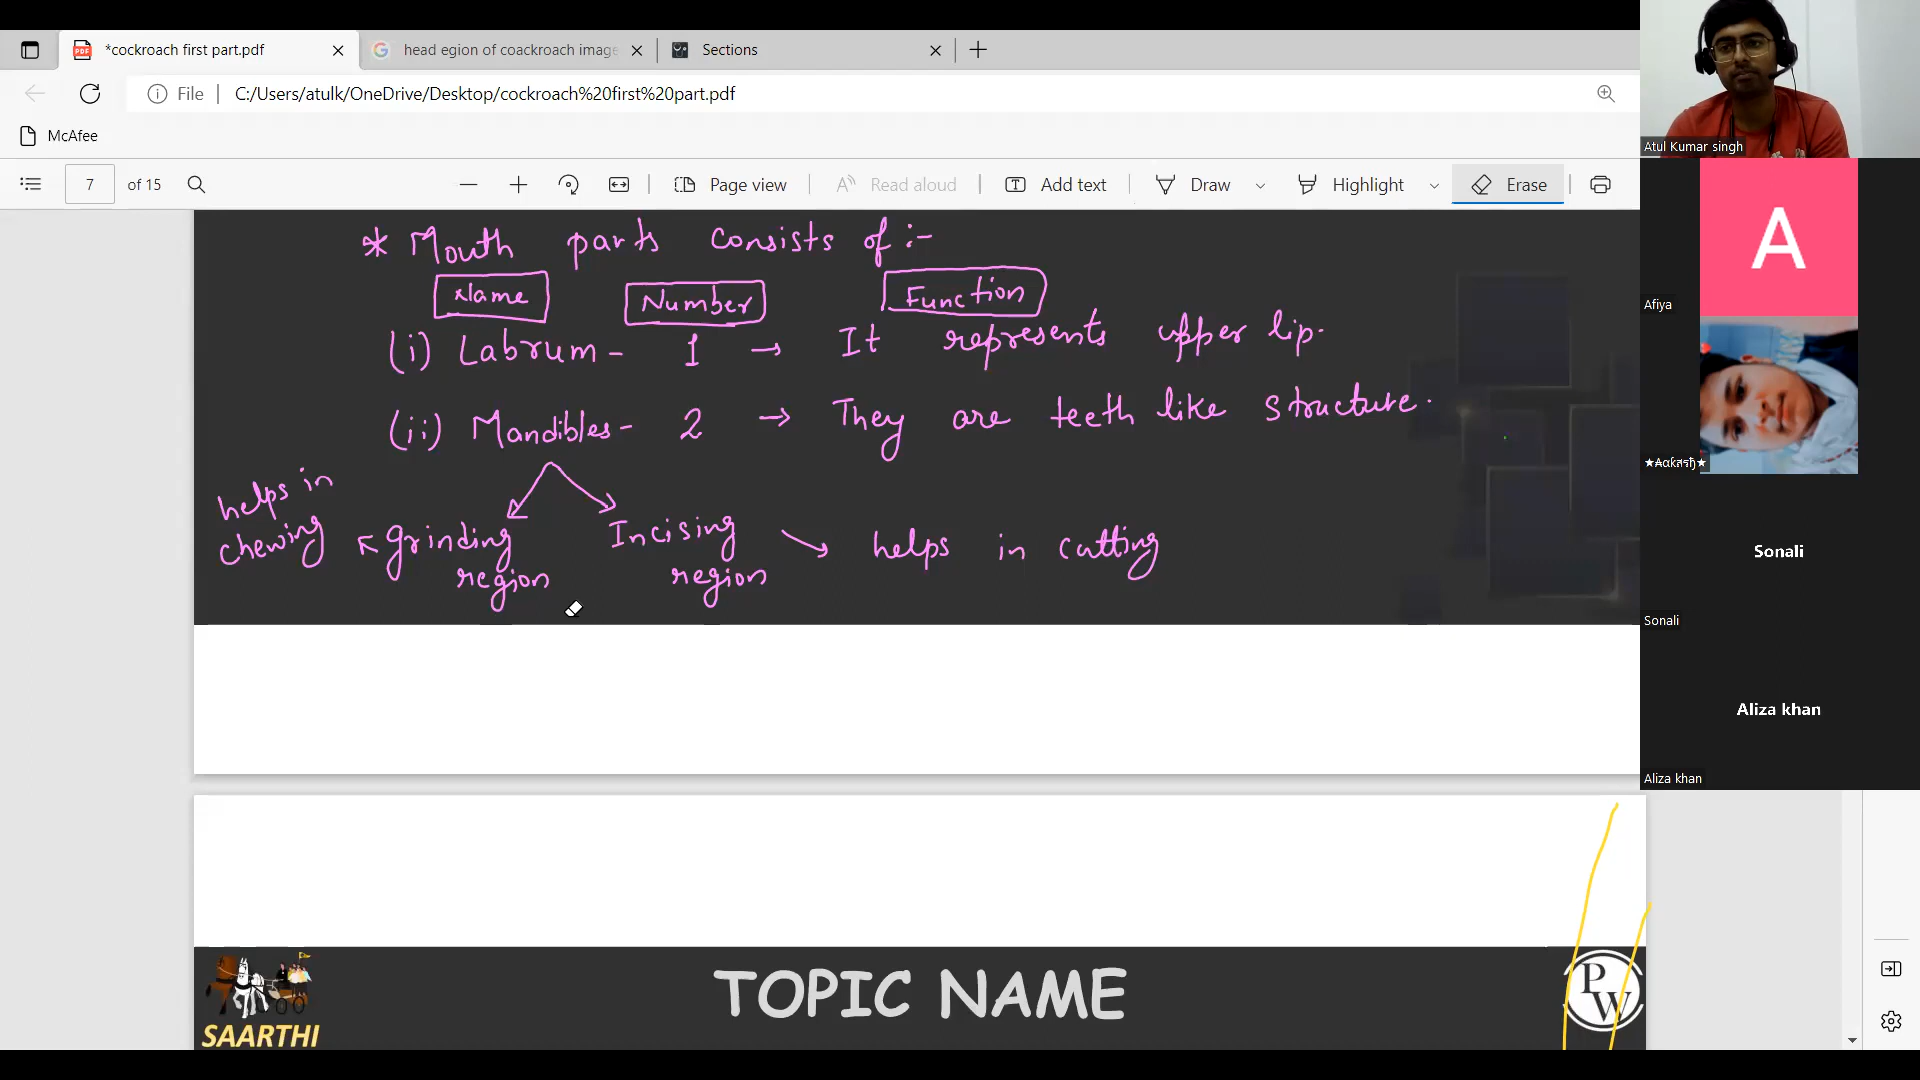 *cockroach first part.pdf
head egion of coackroach image
Sections
File
C:/Users/atulk/OneDrive/Desktop/cockroach%20first%20part.pdf
McAfee
7 of 15
Page view
Read aloud
Add text
Draw
Highlight
Erase
* Mouth parts consists of :-
Name Number Function
(i) Labrum - 1 → It represents upper lip.
(ii) Mandibles - 2 → They are teeth like structure.
helps in
chewing
Grinding
region
Incising
region
helps in cutting
TOPIC NAME
SAARTHI
PW
Atul Kumar singh
A
Afiya
Sonali
Sonali
Aliza khan
Aliza khan